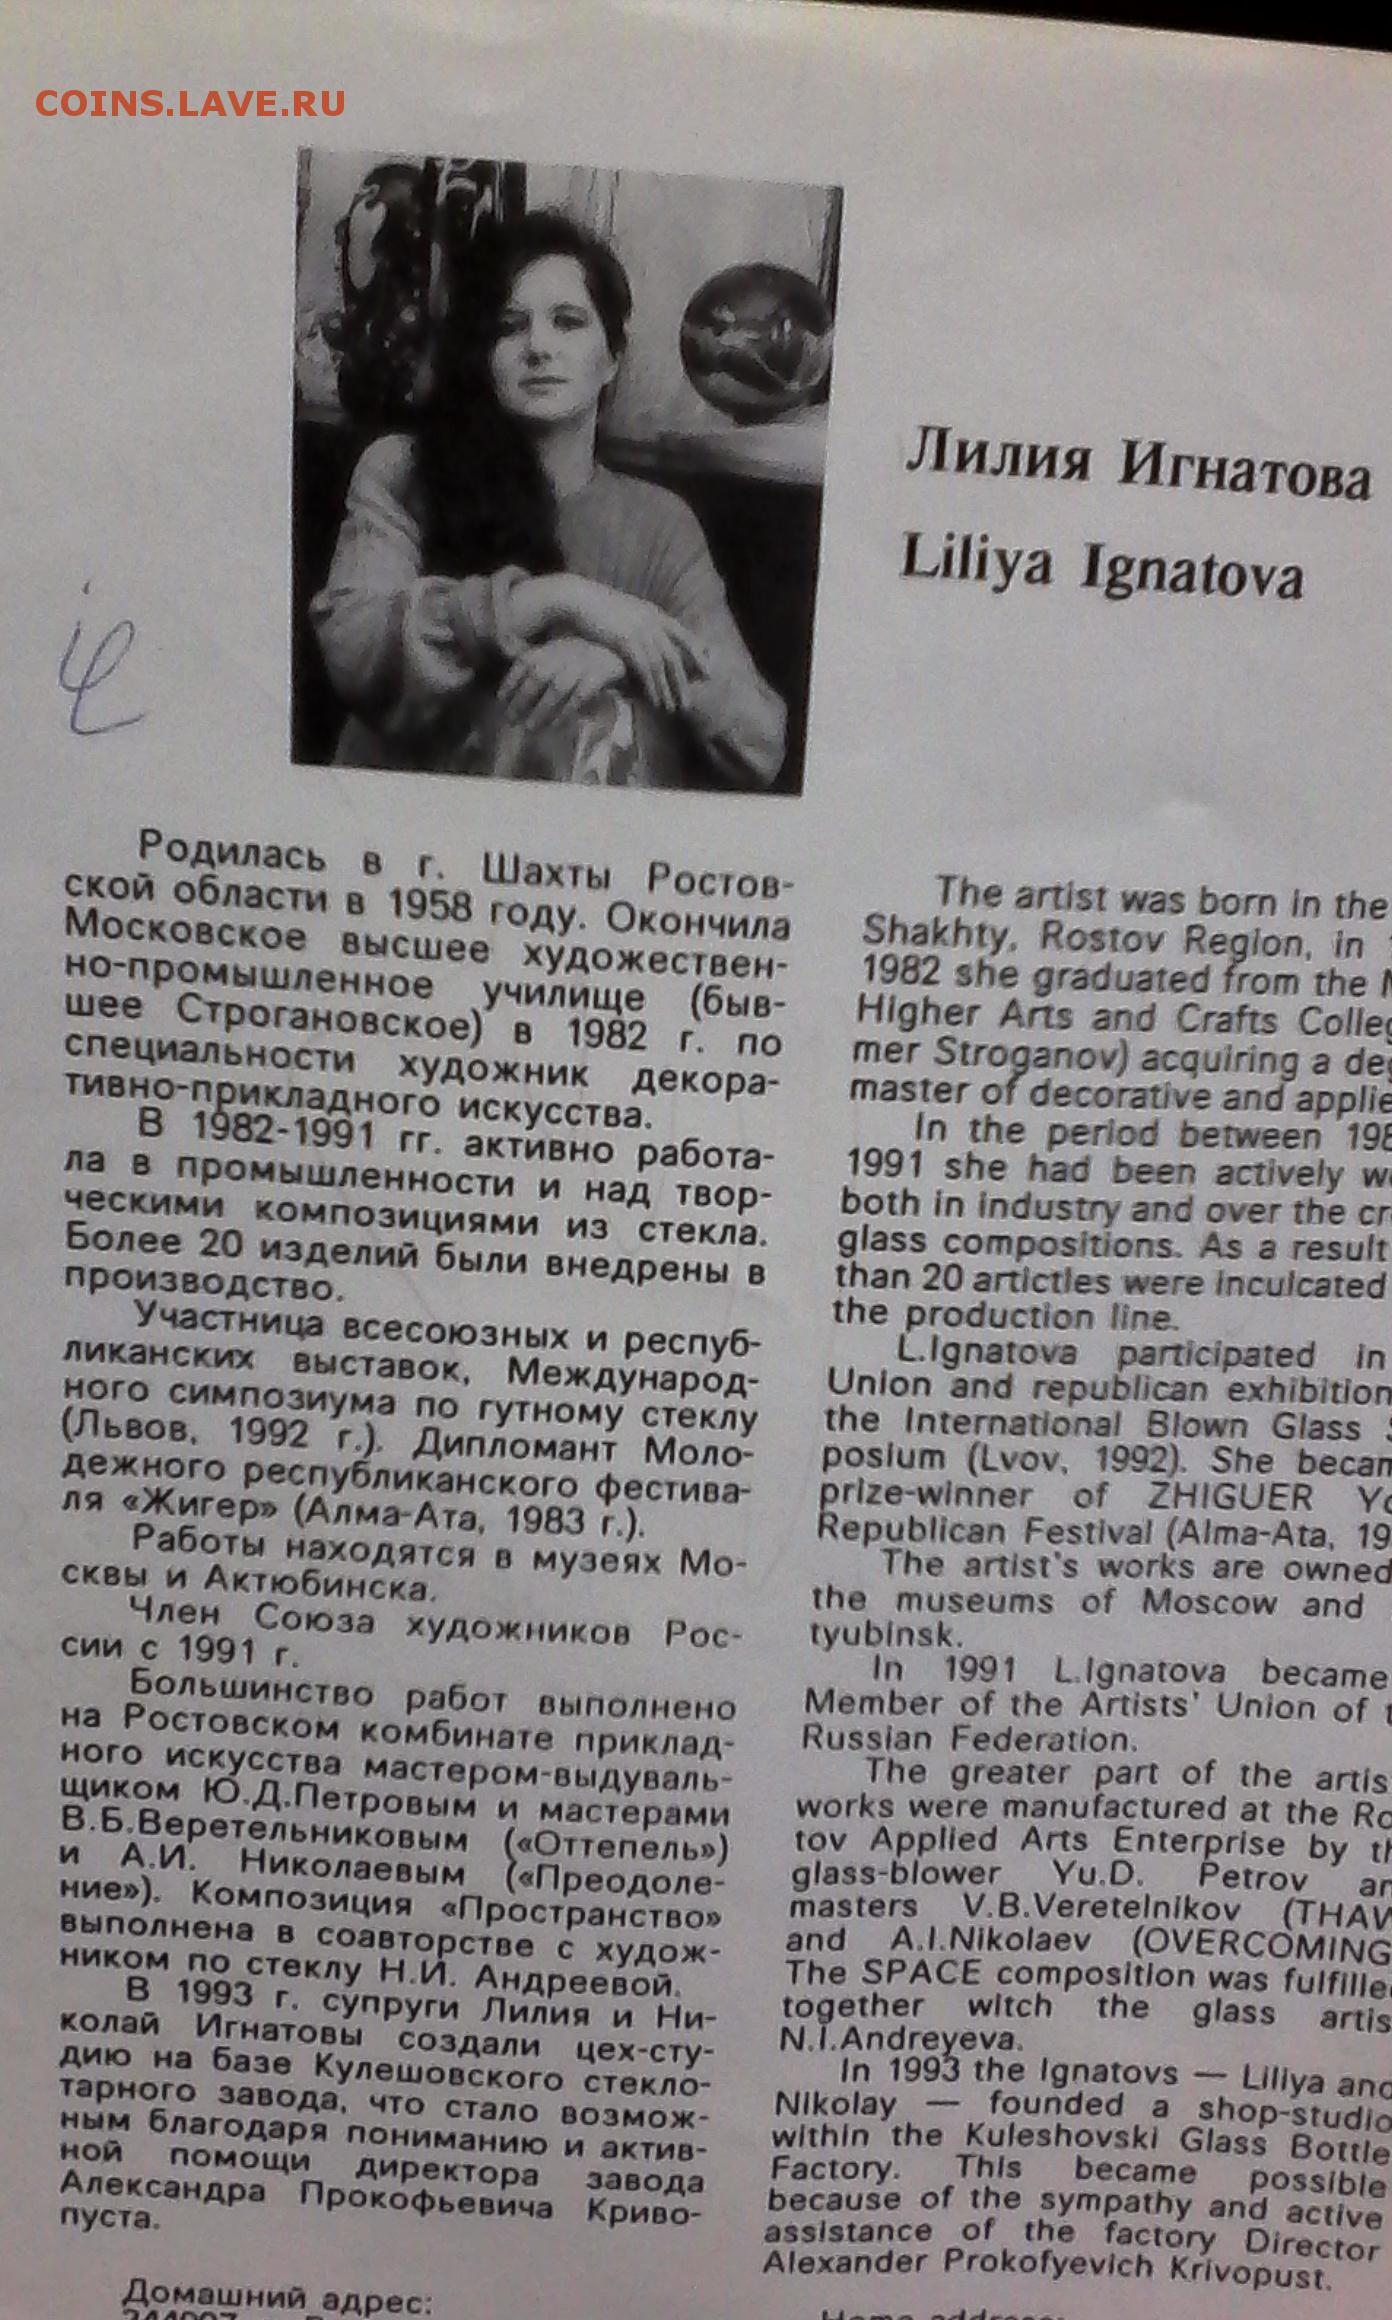 COINS.LAVE.RU
Лилия Игнатова
Liliya Ignatova
Родилась в г. Шахты Ростов-
ской области в 1958 году. Окончила
Московское высшее художествен-
но-промышленное училище (быв-
шее Строгановское) в 1982 г. по
специальности художник декора-
тивно-прикладного искусства.
В 1982-1991 гг. активно работа-
ла в промышленности и над твор-
ческими композициями из стекла.
Более 20 изделий были внедрены в
производство.
Участница всесоюзных и респуб-
ликанских выставок, Международ-
ного симпозиума по гутному стеклу
(Львов, 1992 г.). Дипломант Моло-
дежного республиканского фестива-
ля «Жигер» (Алма-Ата, 1983 г.).
Работы находятся в музеях Мо-
сквы и Актюбинска.
Член Союза художников Рос-
сии с 1991 г.
Большинство работ выполнено
на Ростовском комбинате приклад-
ного искусства мастером-выдуваль-
щиком Ю.Д.Петровым и мастерами
В.Б.Веретельниковым («Оттепель»)
и А.И. Николаевым («Преодоле-
ние»). Композиция «Пространство»
выполнена в соавторстве с худож-
ником по стеклу Н.И. Андреевой.
В 1993 г. супруги Лилия и Ни-
колай Игнатовы создали цех-сту-
дию на базе Кулешовского стекло-
тарного завода, что стало возмож-
ным благодаря пониманию и актив-
ной помощи директора завода
Александра Прокофьевича Криво-
пуста.
Домашний адрес:
The artist was born in the
Shakhty, Rostov Region, in
1982 she graduated from the
Higher Arts and Crafts Colleg
mer Stroganov) acquiring a de
master of decorative and applie
In the period between 198
1991 she had been actively w
both in industry and over the cr
glass compositions. As a result
than 20 artictles were inculcated
the production line.
L.Ignatova participated in
Union and republican exhibition
the International Blown Glass S
posium (Lvov, 1992). She becam
prize-winner of ZHIGUER Yo
Republican Festival (Alma-Ata, 19
The artist's works are owned
the museums of Moscow and
tyubinsk.
In 1991 L.Ignatova became
Member of the Artists' Union of t
Russian Federation.
The greater part of the artis
works were manufactured at the Ro
tov Applied Arts Enterprise by th
glass-blower Yu.D. Petrov an
masters V.B.Veretelnikov (THAW
and A.I.Nikolaev (OVERCOMING
The SPACE composition was fulfille
together witch the glass artis
N.I.Andreyeva.
In 1993 the Ignatovs — Liliya and
Nikolay — founded a shop-studio
within the Kuleshovski Glass Bottle
Factory. This became possible
because of the sympathy and active
assistance of the factory Director
Alexander Prokofyevich Krivopust.